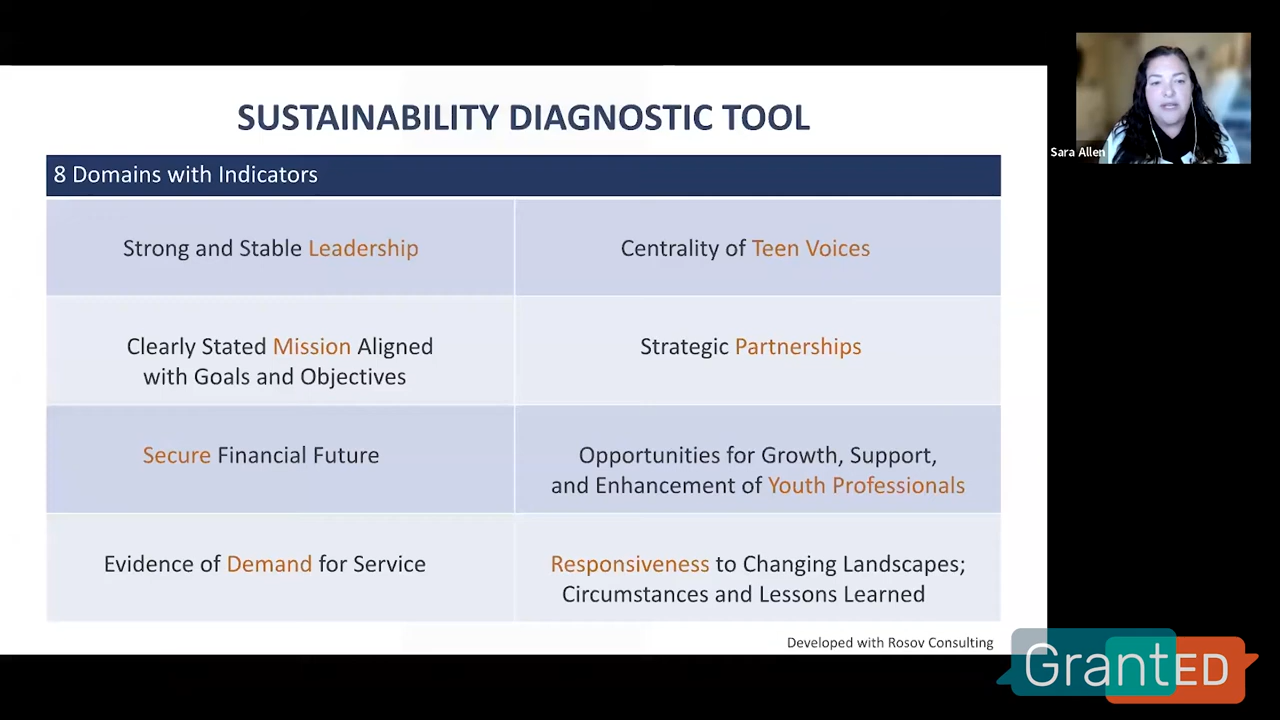 SUSTAINABILITY DIAGNOSTIC TOOL
8 Domains with Indicators
Strong and Stable Leadership
Centrality of Teen Voices
Clearly Stated Mission Aligned
with Goals and Objectives
Strategic Partnerships
Secure Financial Future
Opportunities for Growth, Support,
and Enhancement of Youth Professionals
Evidence of Demand for Service
Responsiveness to Changing Landscapes;
Circumstances and Lessons Learned
Developed with Rosov Consulting
Sara Allen
GrantED